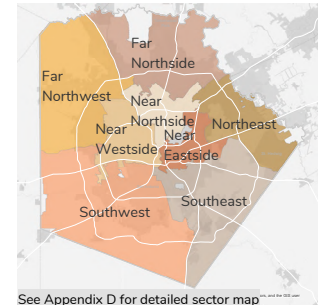 Far
Northside
Far
Northwest
Near
Northside
Near
Westside
Near
Eastside
Northeast
Southwest
Southeast
See Appendix D for detailed sector map